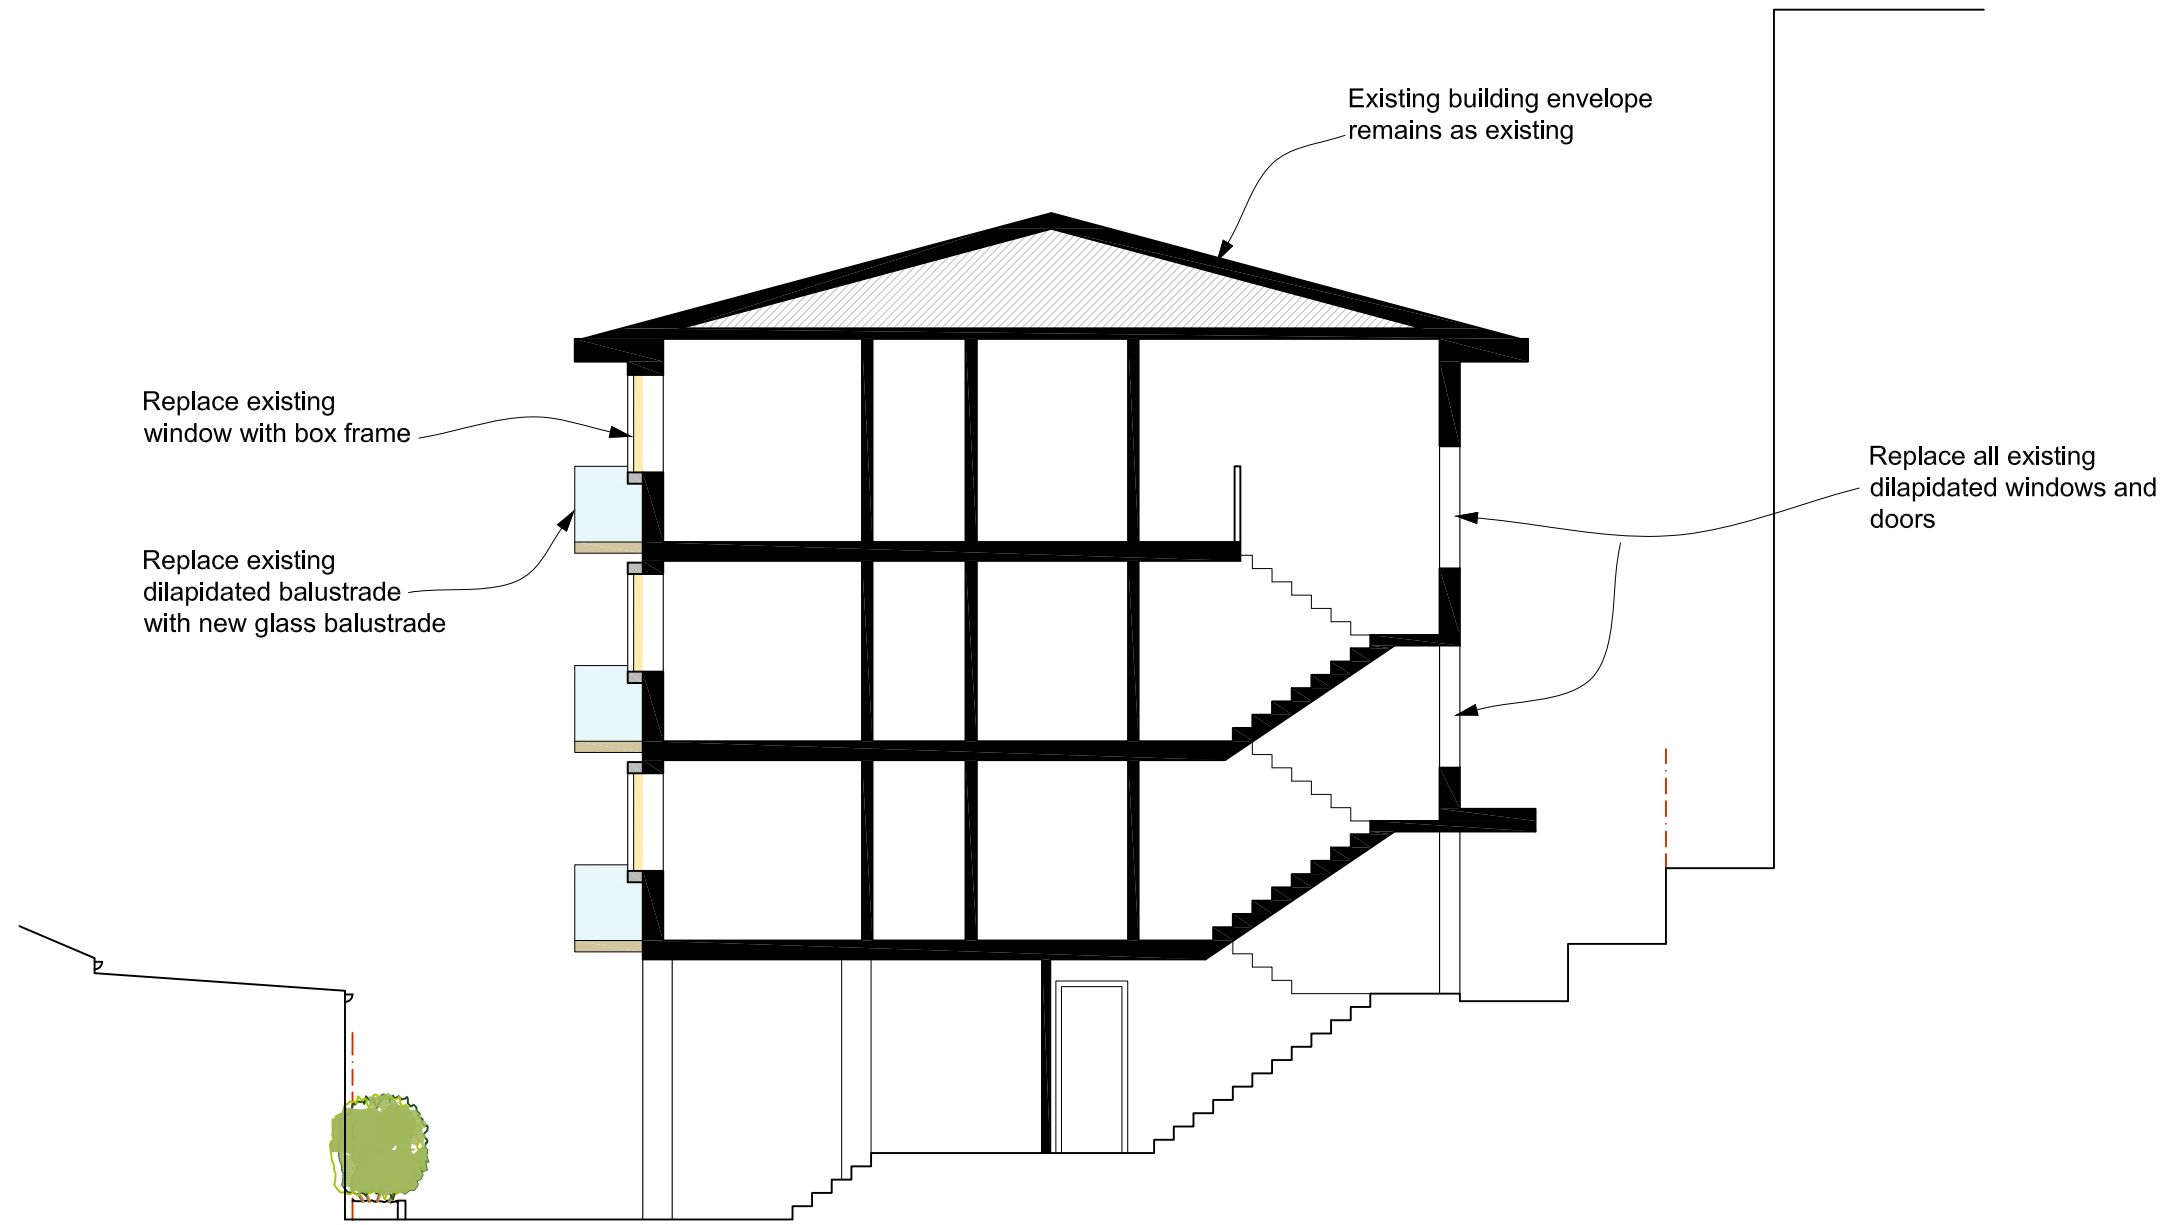 Existing building envelope
remains as existing
Replace existing
window with box frame
Replace all existing
dilapidated windows and
doors
Replace existing
dilapidated balustrade
with new glass balustrade